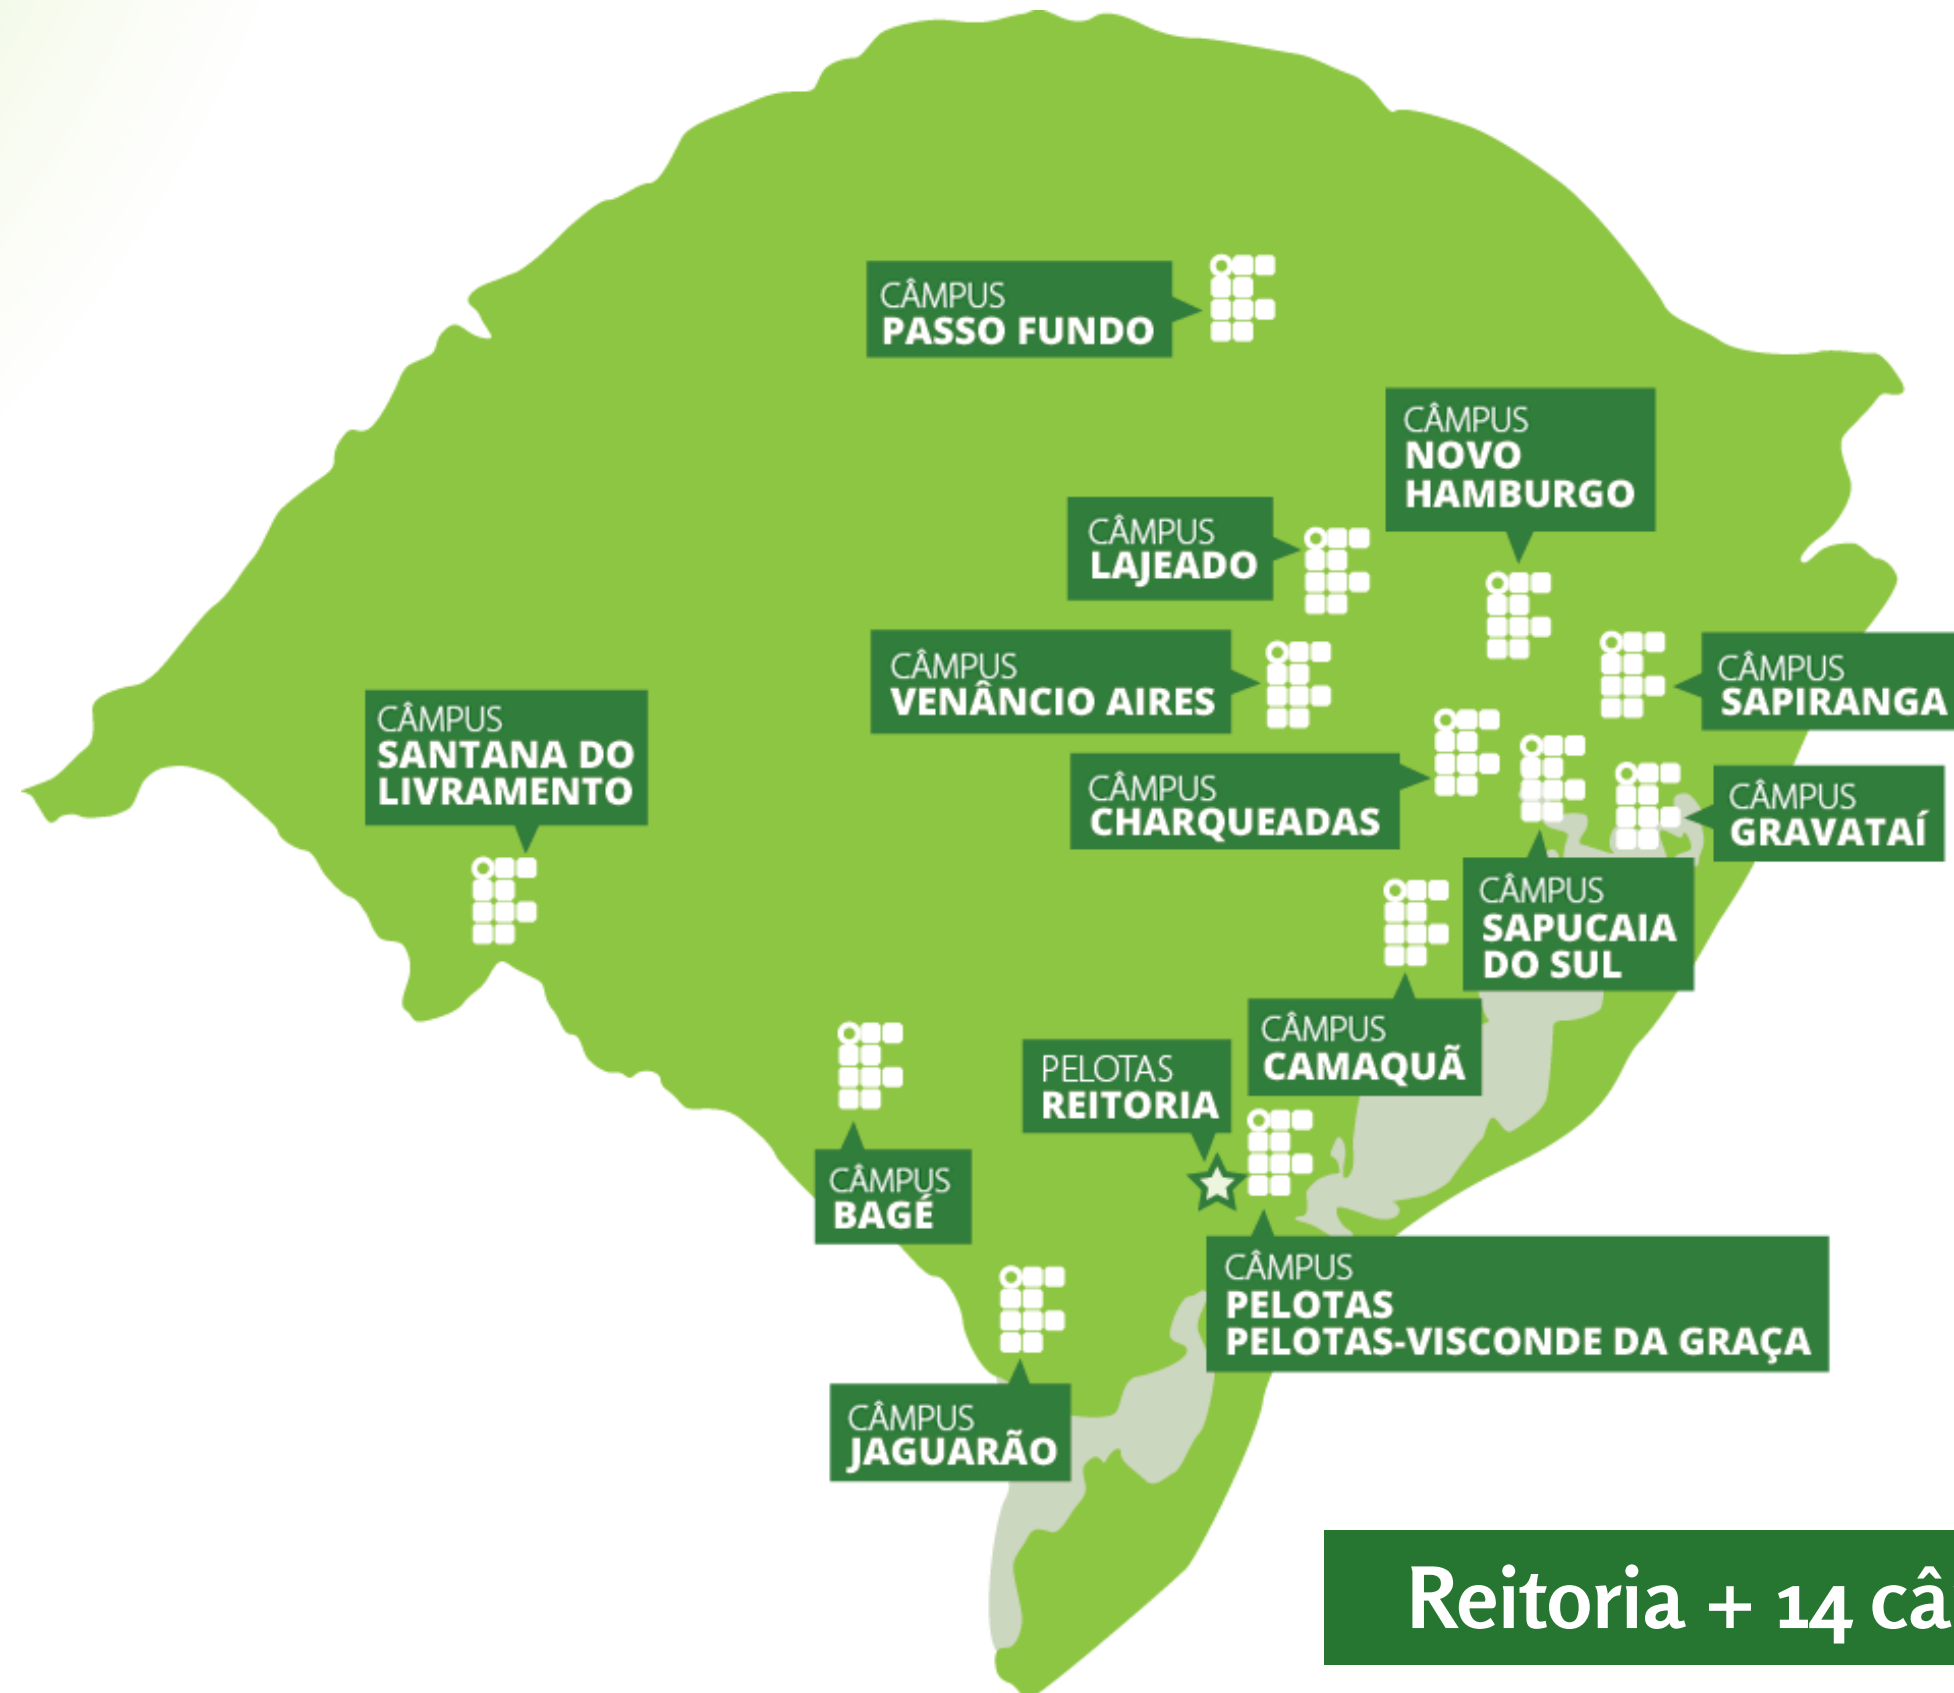 CÂMPUS
PASSO FUNDO
CÂMPUS
NOVO
HAMBURGO
CÂMPUS
LAJEADO
CÂMPUS
VENÂNCIO AIRES
CÂMPUS
SAPIRANGA
CÂMPUS
SANTANA DO
LIVRAMENTO
CÂMPUS
CHARQUEADAS
CÂMPUS
GRAVATAÍ
CÂMPUS
SAPUCAIA
DO SUL
CÂMPUS
CAMAQUÃ
PELOTAS
REITORIA
CÂMPUS
BAGÉ
CÂMPUS
PELOTAS
PELOTAS-VISCONDE DA GRAÇA
CÂMPUS
JAGUARÃO
Reitoria + 14 câ